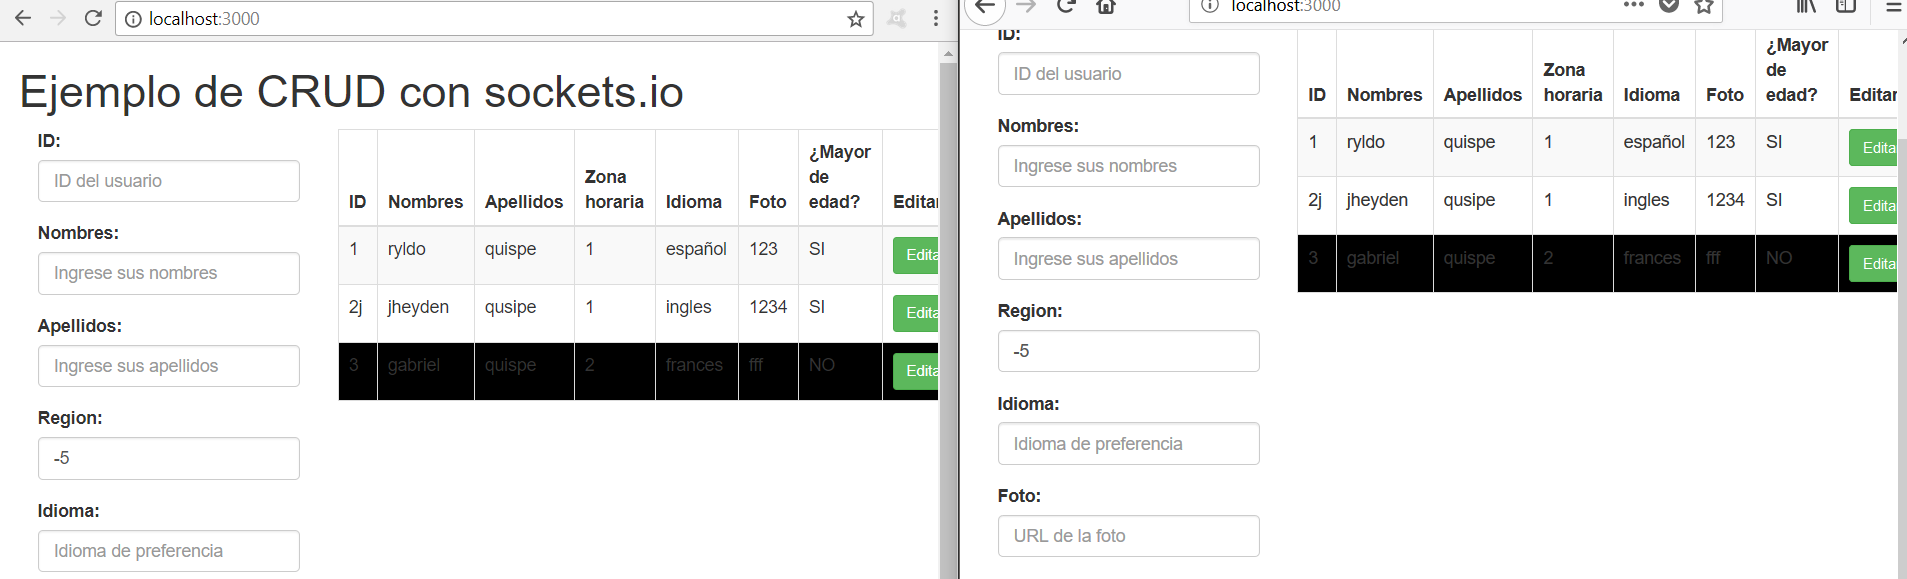 localhost:3000
Ejemplo de CRUD con sockets.io
ID:
ID del usuario
Nombres:
Ingrese sus nombres
Apellidos:
Ingrese sus apellidos
Region:
-5
Idioma:
Idioma de preferencia
ID Nombres Apellidos Zona horaria Idioma Foto ¿Mayor de edad? Editar
1 ryldo quispe 1 español 123 SI Edita
2j jheyden qusipe 1 ingles 1234 SI Edita
3 gabriel quispe 2 frances fff NO Edita
localhost:3000
ID:
ID del usuario
Nombres:
Ingrese sus nombres
Apellidos:
Ingrese sus apellidos
Region:
-5
Idioma:
Idioma de preferencia
Foto:
URL de la foto
ID Nombres Apellidos Zona horaria Idioma Foto ¿Mayor de edad? Editar
1 ryldo quispe 1 español 123 SI Edita
2j jheyden qusipe 1 ingles 1234 SI Edita
3 gabriel quispe 2 frances fff NO Edita